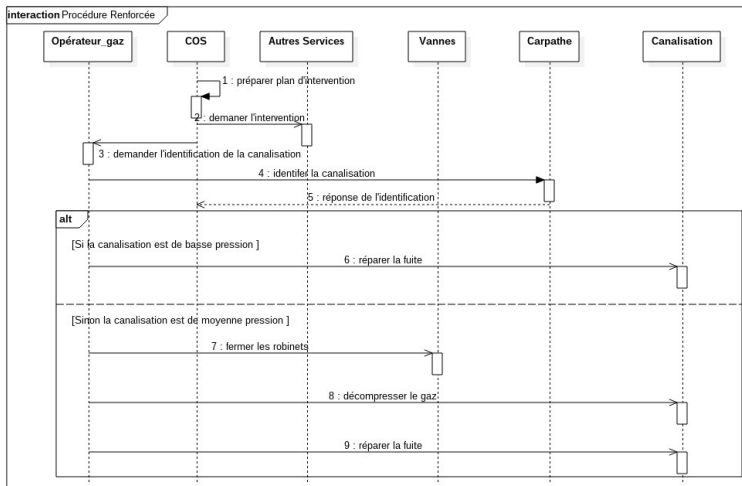 interaction Procédure Renforcée
Opérateur_gaz COS Autres Services Vannes Carpathe Canalisation
1 : préparer plan d'intervention
2 : demaner l'intervention
3 : demander l'identification de la canalisation
4 : identifer la canalisation
5 : réponse de l'identification
alt
[Si la canalisation est de basse pression ]
6 : réparer la fuite
[Sinon la canalisation est de moyenne pression ]
7 : fermer les robinets
8 : décompresser le gaz
9 : réparer la fuite